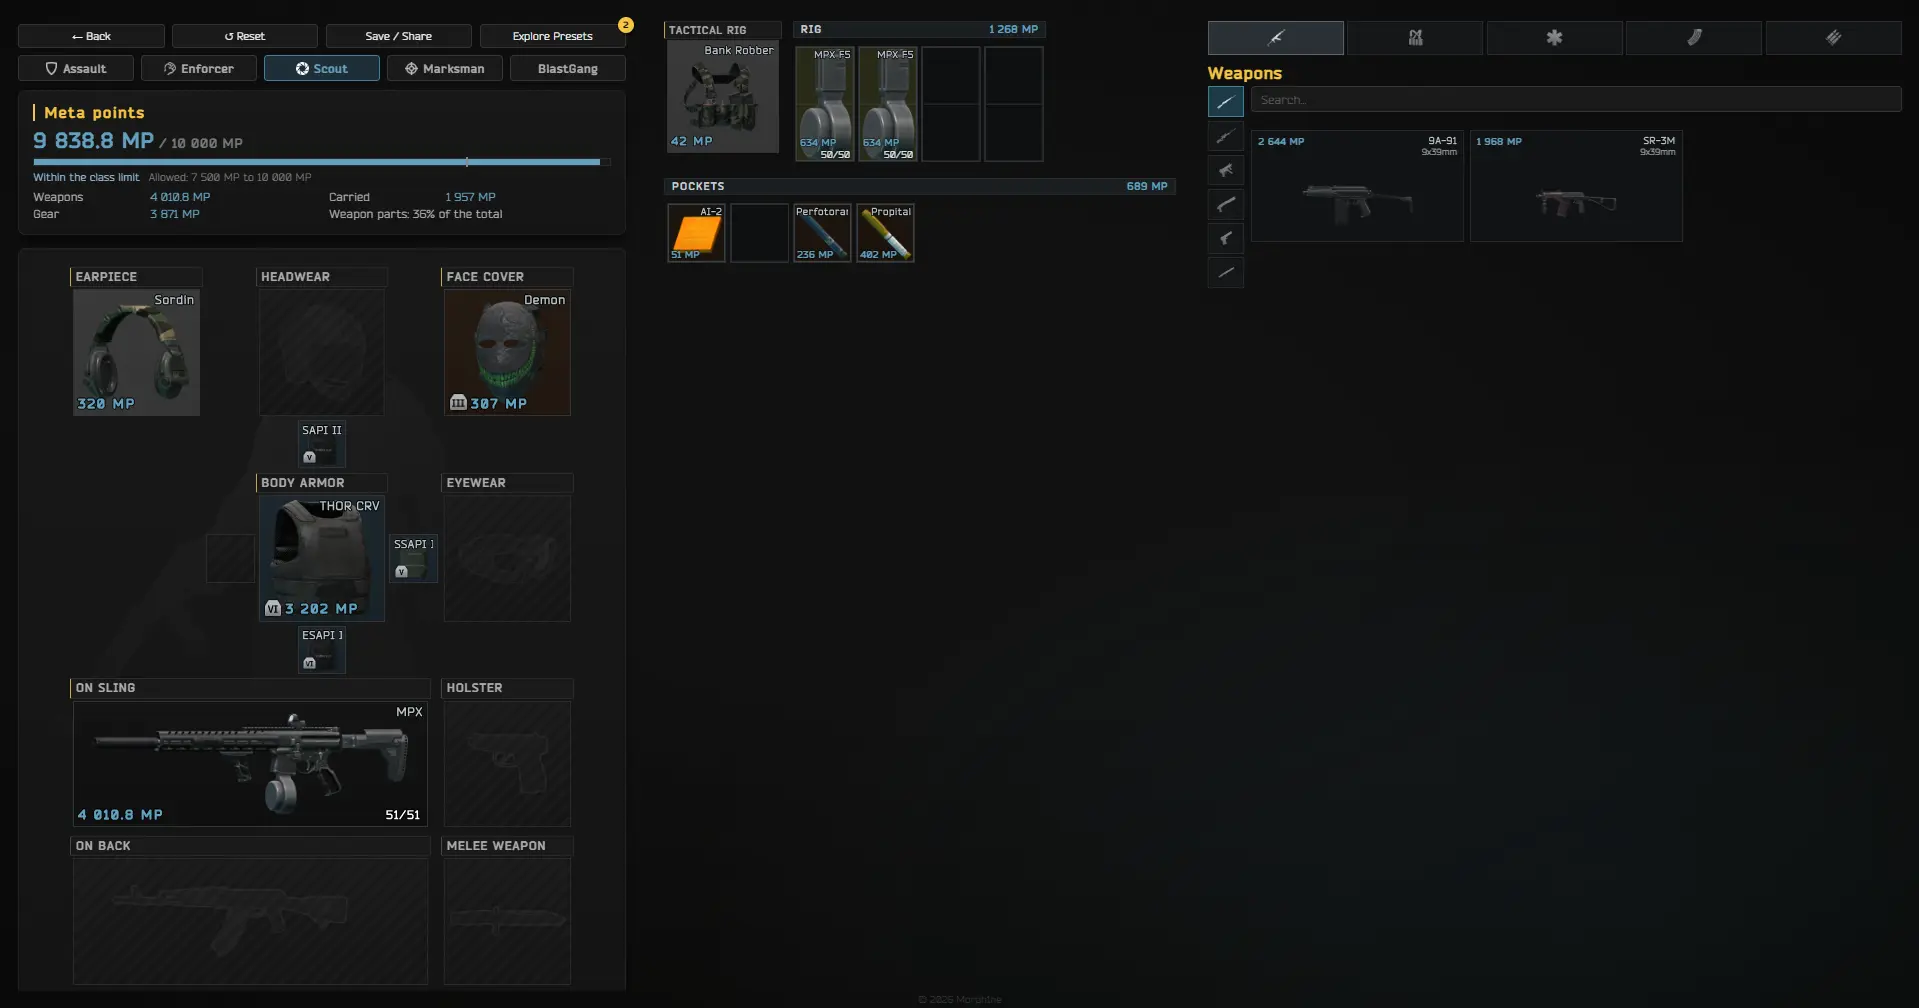 ← Back
↺ Reset
Save / Share
Explore Presets
2
Assault
Enforcer
Scout
Marksman
BlastGang
Meta points
9 838.8 MP / 10 000 MP
Within the class limit Allowed: 7 500 MP to 10 000 MP
Weapons 4 010.8 MP Carried 1 957 MP
Gear 3 871 MP Weapon parts: 36% of the total
EARPIECE
Sordin
320 MP
HEADWEAR
FACE COVER
Demon
III 307 MP
SAPI II
V
BODY ARMOR
THOR CRV
VI 3 202 MP
SSAPI
V
EYEWEAR
ESAPI
VI
ON SLING
MPX
4 010.8 MP 51/51
HOLSTER
ON BACK
MELEE WEAPON
TACTICAL RIG
Bank Robber
42 MP
RIG 1 268 MP
MPX F5
634 MP
50/50
MPX F5
634 MP
50/50
POCKETS 689 MP
AI-2
51 MP
Perfotoran
236 MP
Propital
402 MP
Weapons
Search...
2 644 MP 9A-91
9x39mm
1 968 MP SR-3M
9x39mm
© 2026 Morph1ne